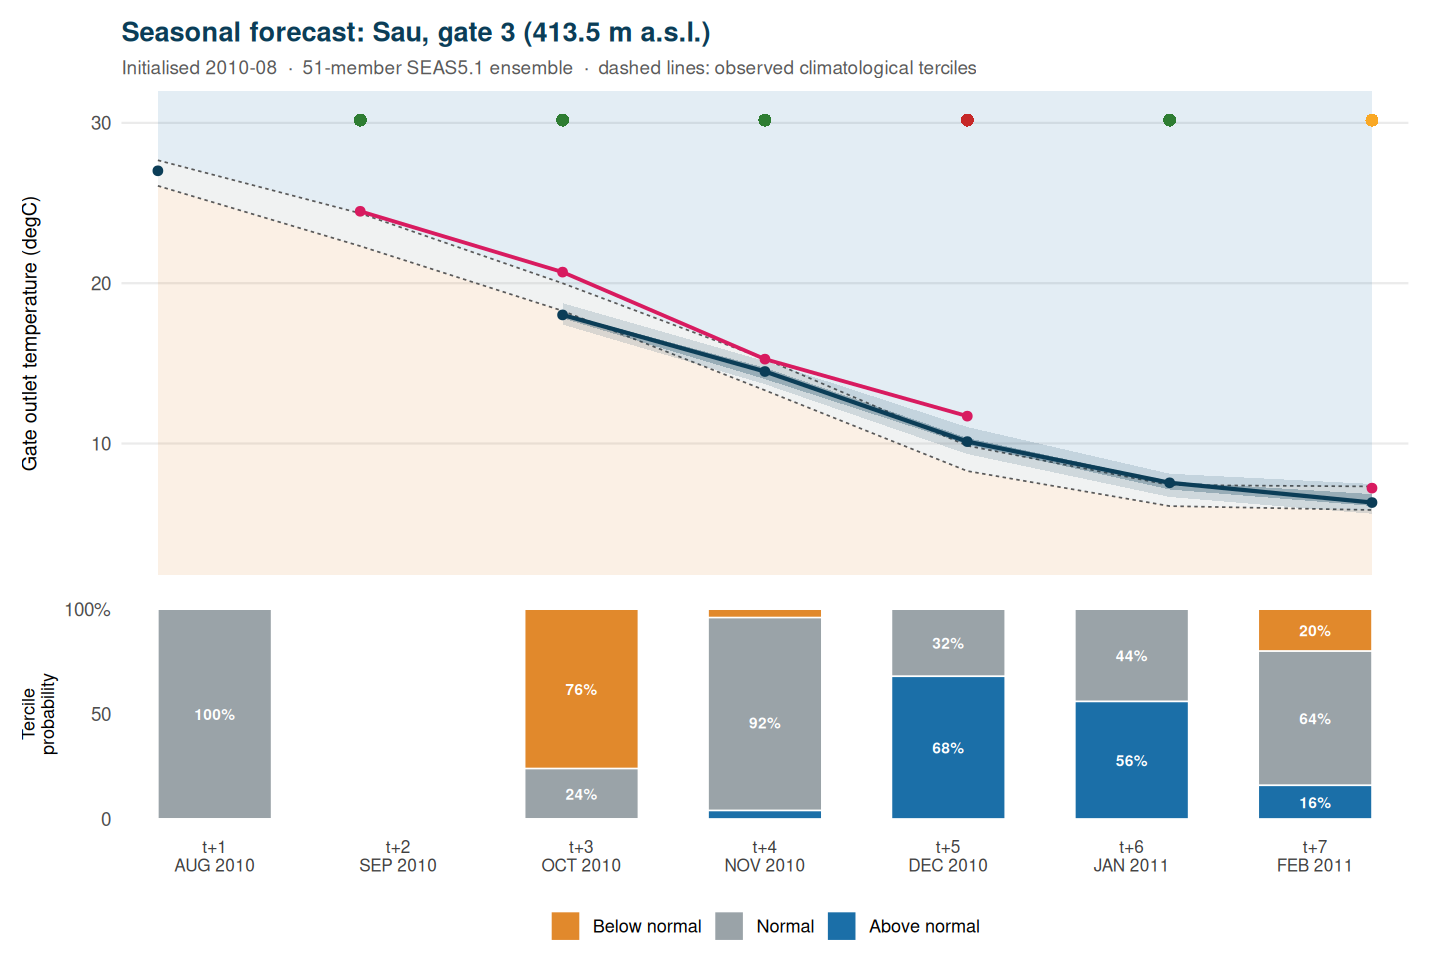 Seasonal forecast: Sau, gate 3 (413.5 m a.s.l.)
Initialised 2010-08 · 51-member SEAS5.1 ensemble · dashed lines: observed climatological terciles
Gate outlet temperature (degC)
30
20
10
Tercile
probability
100%
50
0
100%
76%
24%
92%
32%
68%
44%
56%
20%
64%
16%
t+1
AUG 2010
t+2
SEP 2010
t+3
OCT 2010
t+4
NOV 2010
t+5
DEC 2010
t+6
JAN 2011
t+7
FEB 2011
Below normal
Normal
Above normal